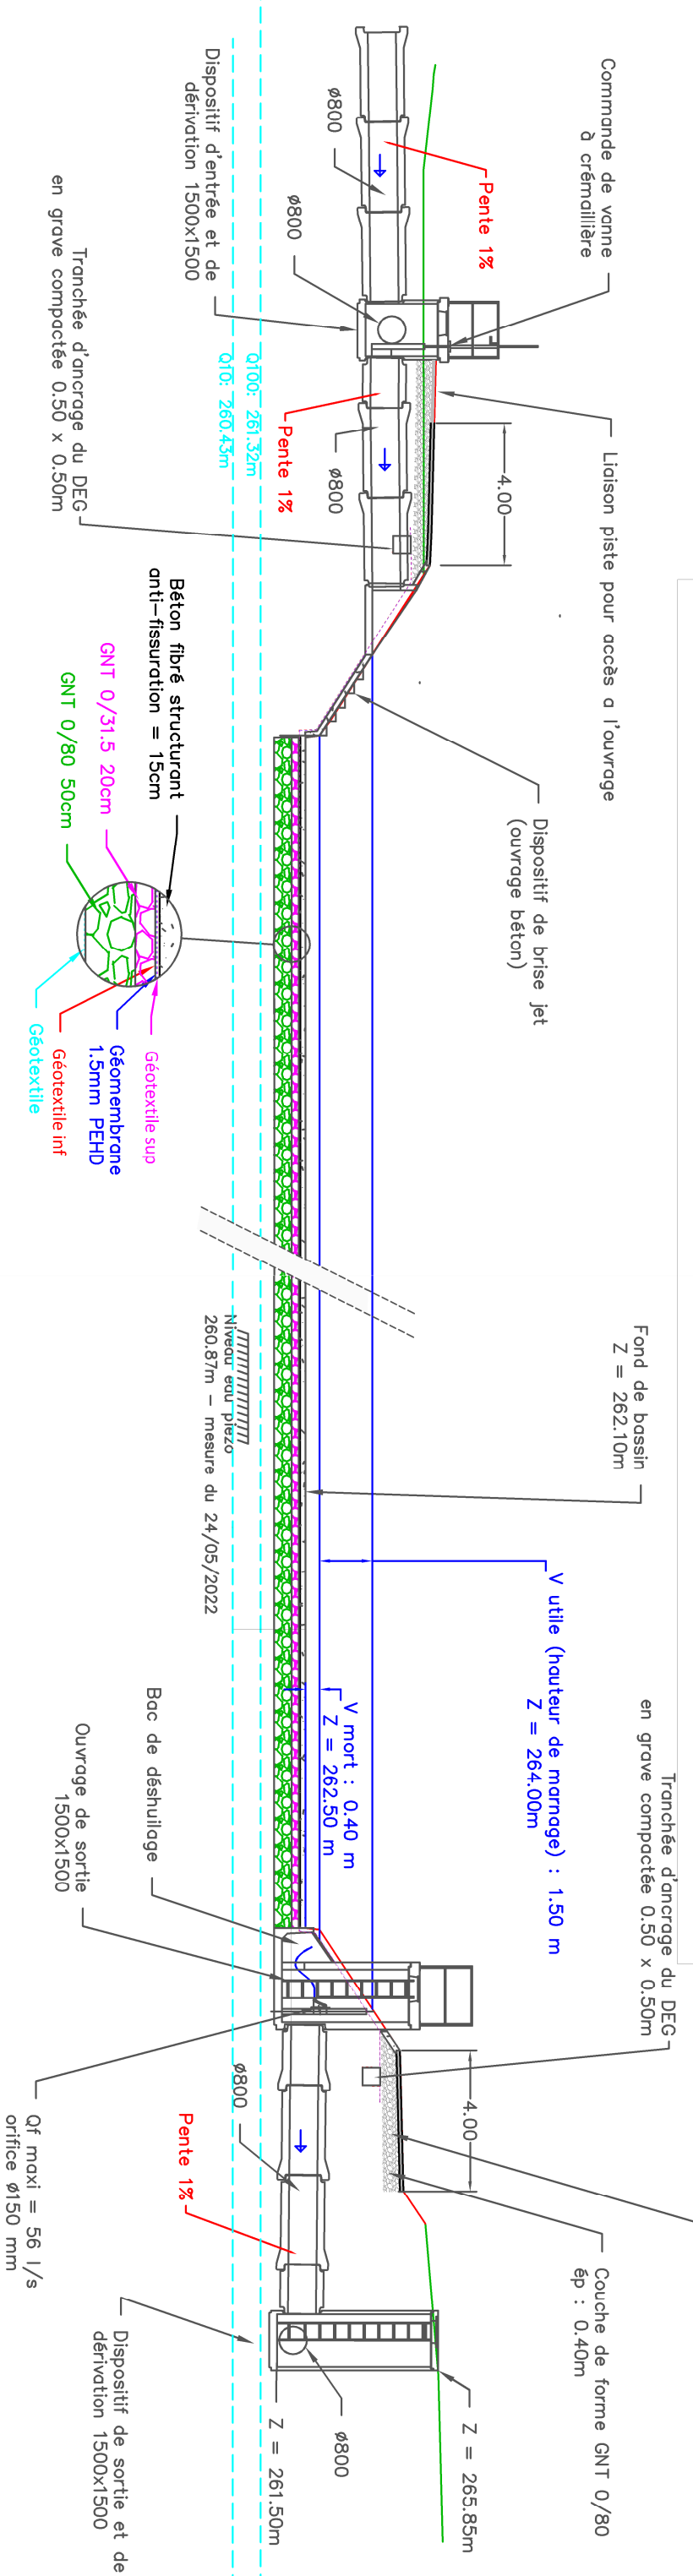 Commande de vanne
à crémaillière
Pente 1%
ø800
ø800
Dispositif d'entrée et de
dérivation 1500x1500
Tranchée d'ancrage du DEG
en grave compactée 0.50 x 0.50m
Liaison piste pour accès a l'ouvrage
4.00
ø800
Pente 1%
Q100: 261.32m
Q10: 260.43m
Dispositif de brise jet
(ouvrage béton)
Béton fibré structurant
anti-fissuration = 15cm
GNT 0/31.5 20cm
GNT 0/80 50cm
Géotextile sup
Géomembrane
1.5mm PEHD
Géotextile inf
Géotextile
Fond de bassin
Z = 262.10m
Niveau eau piezo
260.87m - mesure du 24/05/2022
V utile (hauteur de marnage) : 1.50 m
Z = 264.00m
V mort : 0.40 m
Z = 262.50 m
Tranchée d'ancrage du DEG
en grave compactée 0.50 x 0.50m
Bac de déshuilage
Ouvrage de sortie
1500x1500
4.00
ø800
Pente 1%
Qf maxi = 56 l/s
orifice ø150 mm
Couche de forme GNT 0/80
ép : 0.40m
Z = 265.85m
ø800
Z = 261.50m
Dispositif de sortie et de
dérivation 1500x1500